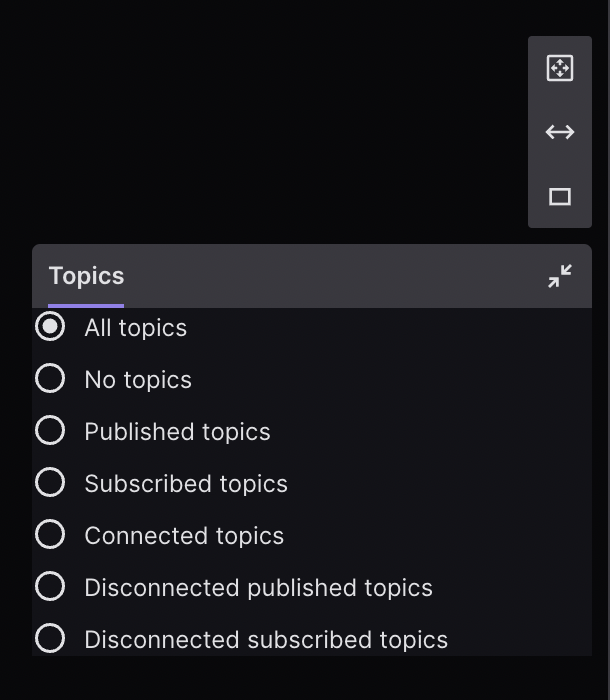 Topics
All topics
No topics
Published topics
Subscribed topics
Connected topics
Disconnected published topics
Disconnected subscribed topics